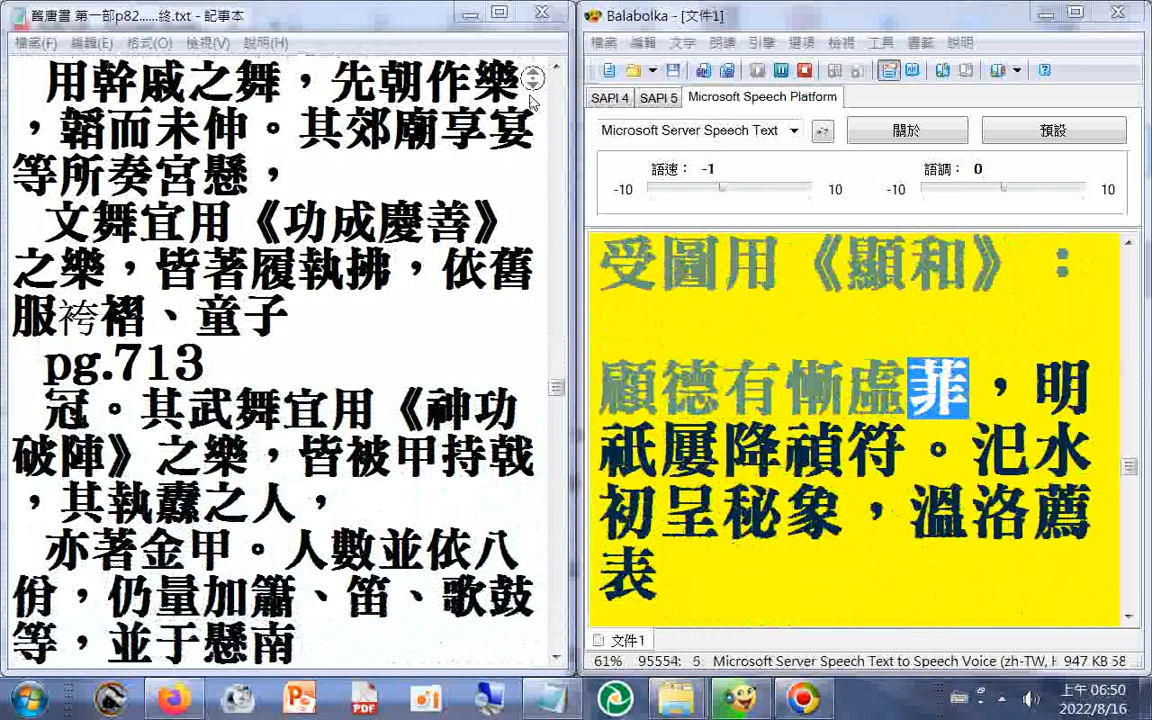 舊唐書 第一部p82......終.txt - 記事本
檔案(F) 編輯(E) 格式(O) 檢視(V) 說明(H)
用幹戚之舞，先朝作樂
，韜而未伸。其郊廟享宴
等所奏宮懸，
文舞宜用《功成慶善》
之樂，皆著履執拂，依舊
服袴褶、童子
pg.713
冠。其武舞宜用《神功
破陣》之樂，皆被甲持戟
，其執纛之人，
亦著金甲。人數並依八
佾，仍量加簫、笛、歌鼓
等，並于懸南
Balabolka - [文件1]
檔案 編輯 文字 朗讀 引擎 選項 檢視 工具 書籤 說明
SAPI 4 SAPI 5 Microsoft Speech Platform
Microsoft Server Speech Text 關於 預設
語速： -1 語調： 0
-10 10 -10 10
受圖用《顯和》：
顧德有慚虛菲，明
祇屢降禎符。汜水
初呈秘象，溫洛薦
表
文件1
61% 95554: 5 Microsoft Server Speech Text to Speech Voice (zh-TW, H 947 KB 58
上午 06:50
2022/8/16